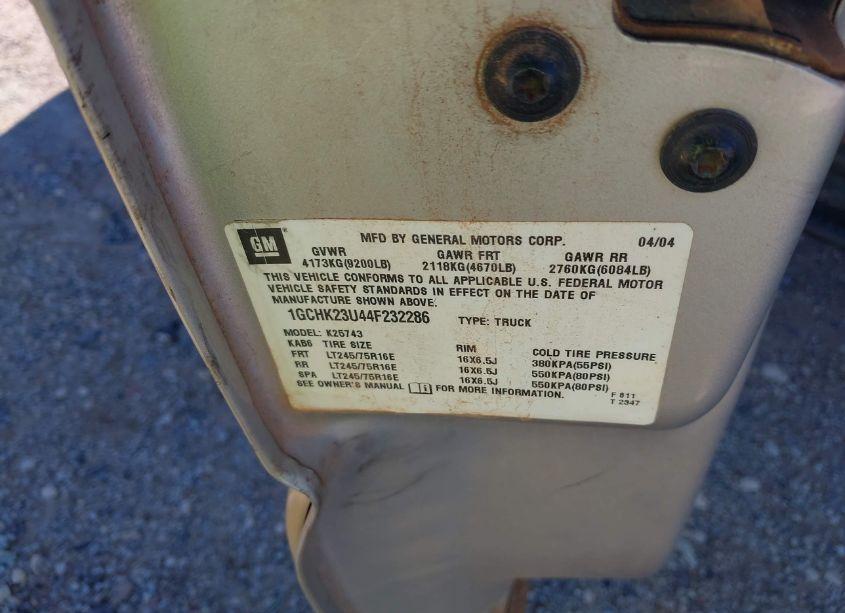 GM
MFD BY GENERAL MOTORS CORP. 04/04
GVWR GAWR FRT GAWR RR
4173KG(9200LB) 2118KG(4670LB) 2760KG(6084LB)
THIS VEHICLE CONFORMS TO ALL APPLICABLE U.S. FEDERAL MOTOR
VEHICLE SAFETY STANDARDS IN EFFECT ON THE DATE OF
MANUFACTURE SHOWN ABOVE.
1GCHK23U44F232286 TYPE: TRUCK
MODEL: K25743
KAB6 TIRE SIZE RIM COLD TIRE PRESSURE
FRT LT245/75R16E 16X6.5J 380KPA(55PSI)
RR LT245/75R16E 16X6.5J 550KPA(80PSI)
SPA LT245/75R16E 16X6.5J 550KPA(80PSI)
SEE OWNER'S MANUAL FOR MORE INFORMATION.
F 811
T 2347